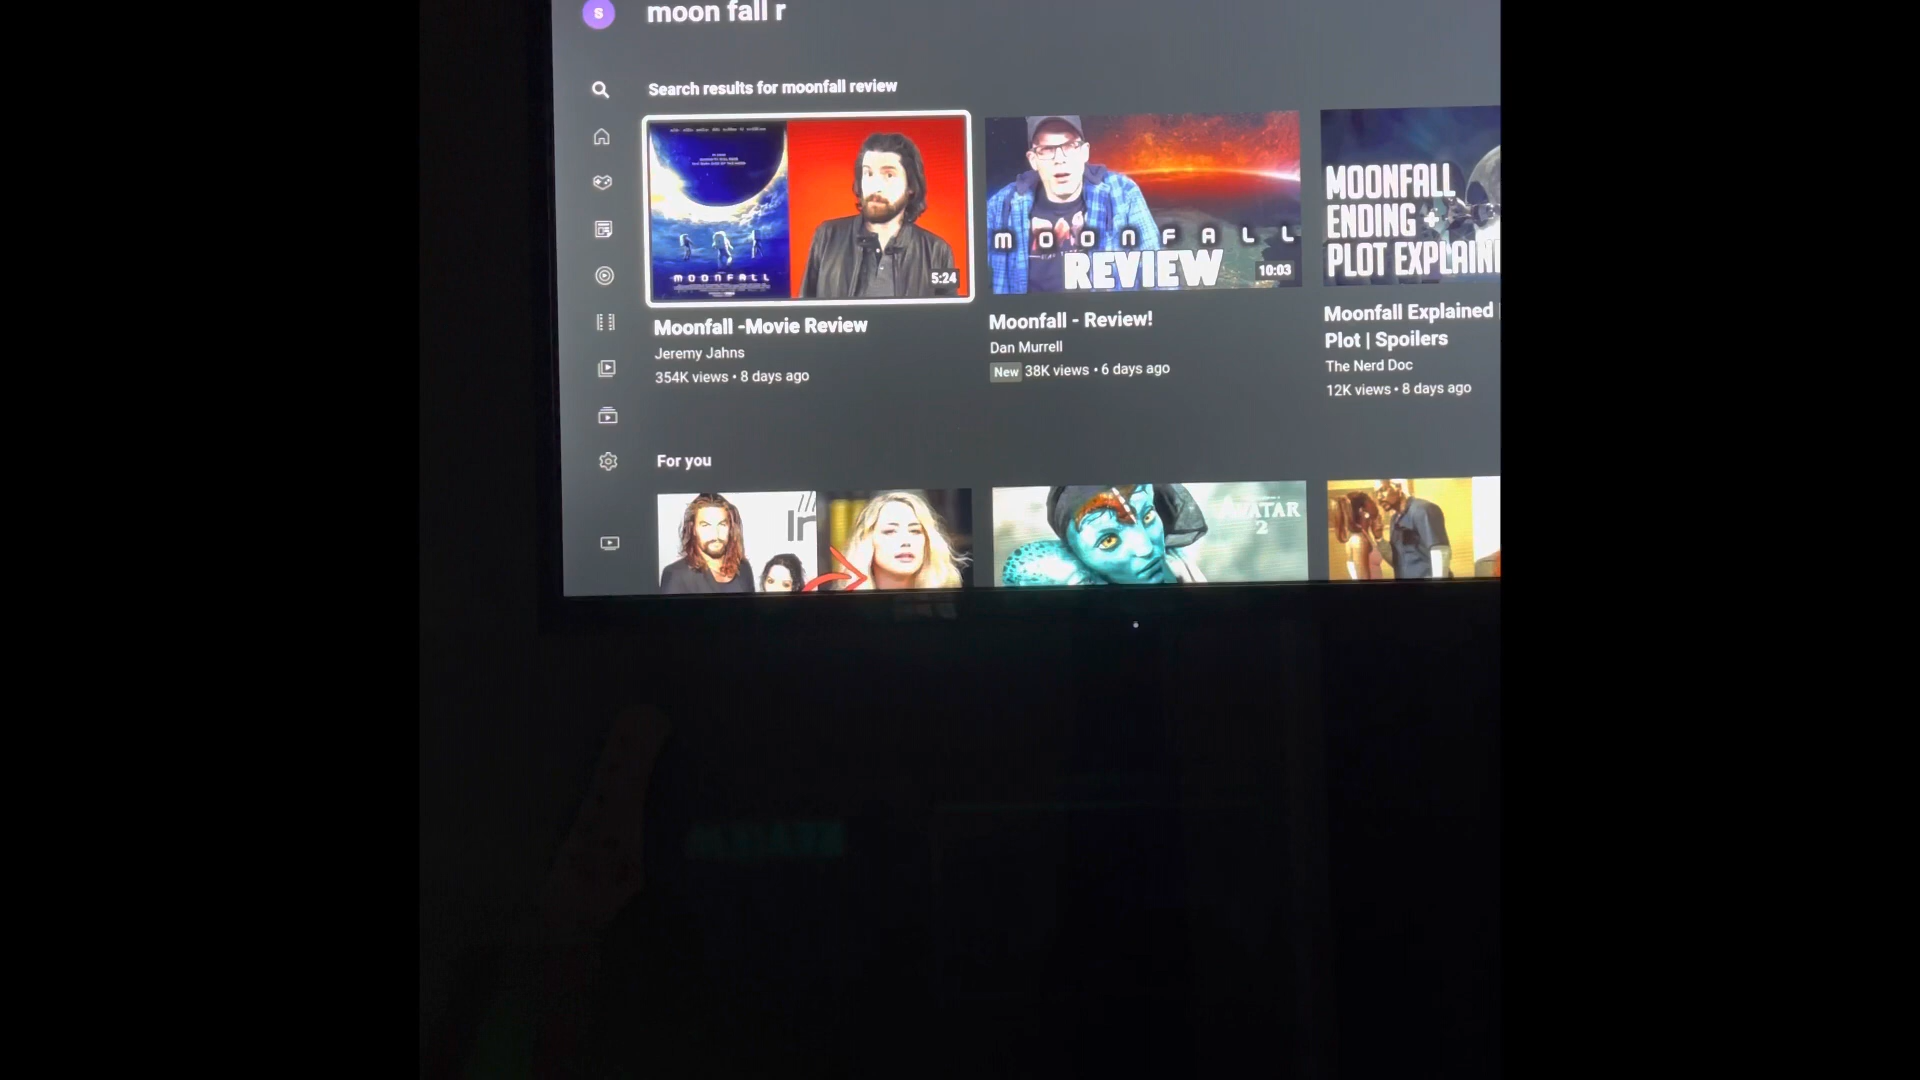 S
moon fall r
Search results for moonfall review
MOONFALL
5:24
MOONFALL
REVIEW
10:03
MOONFALL
ENDING +
PLOT EXPLAIN
Moonfall -Movie Review
Jeremy Jahns
354K views • 8 days ago
Moonfall - Review!
Dan Murrell
New 38K views • 6 days ago
Moonfall Explained
Plot | Spoilers
The Nerd Doc
12K views • 8 days ago
For you
AVATAR
2